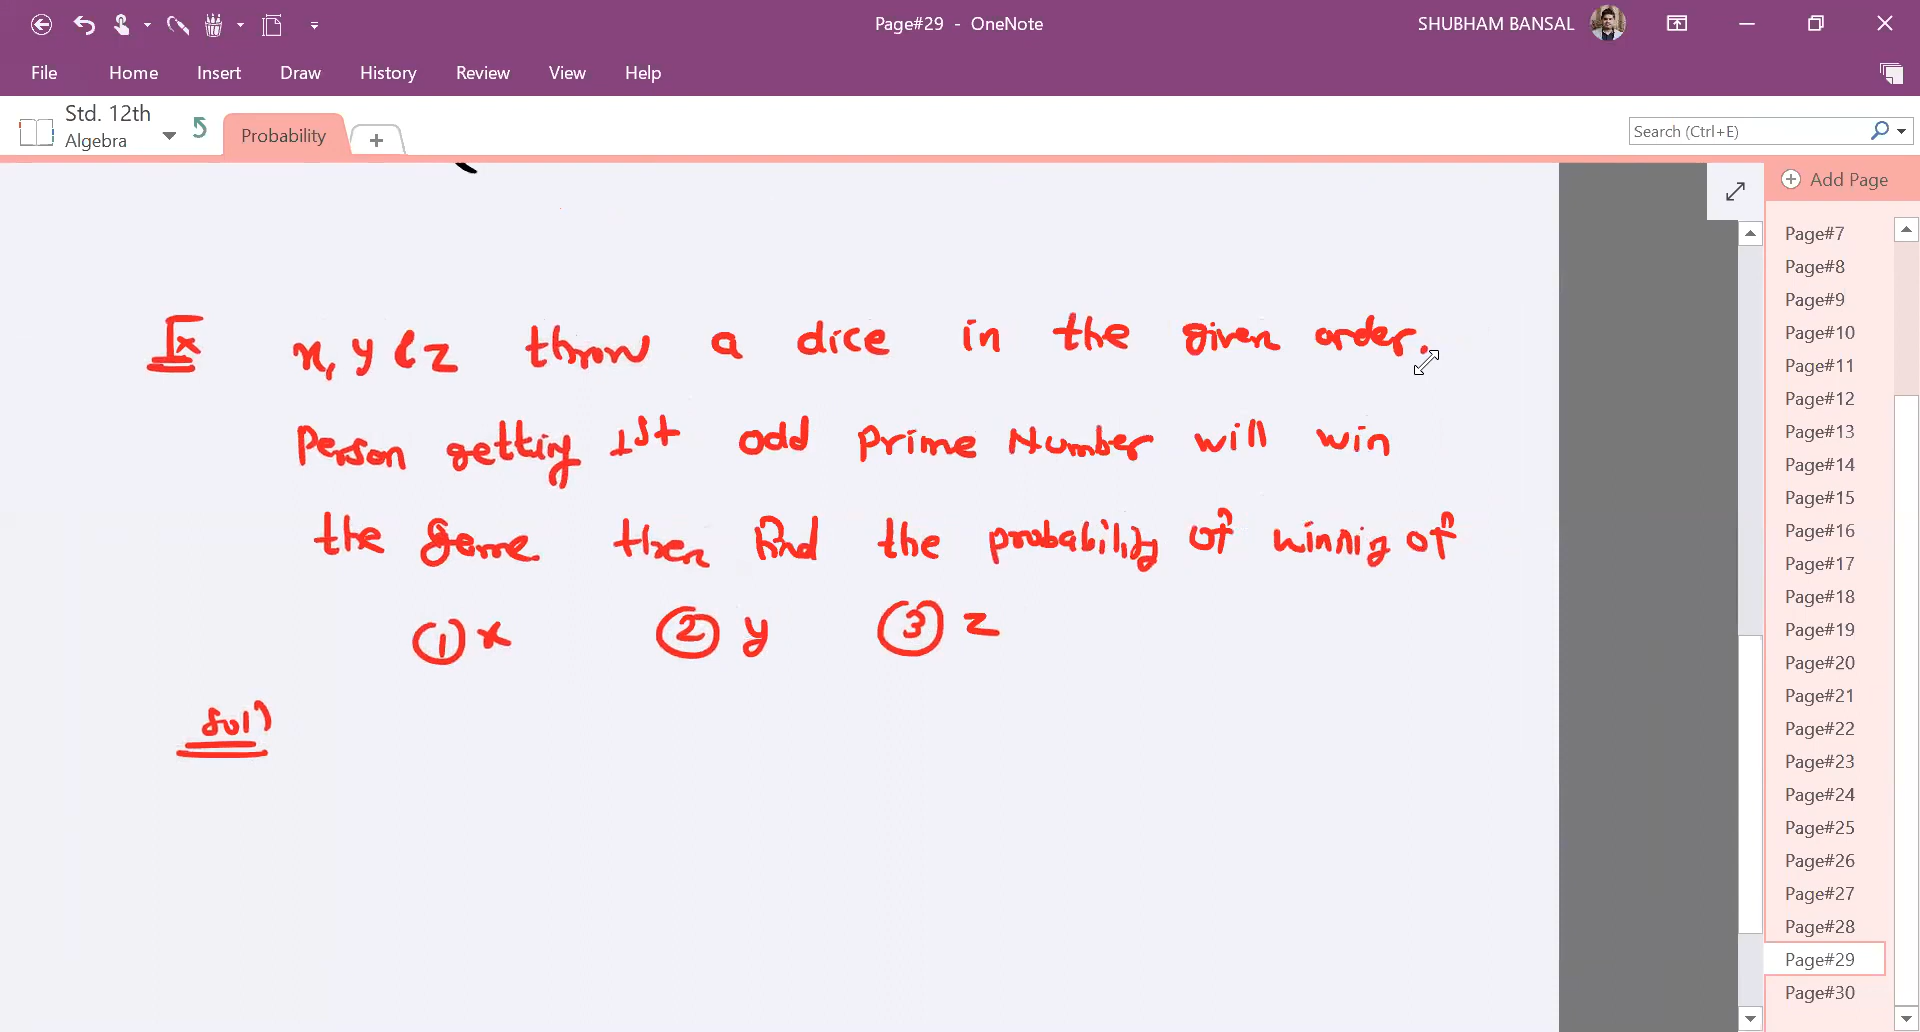 Page#29 - OneNote
SHUBHAM BANSAL
File Home Insert Draw History Review View Help
Std. 12th
Algebra
Probability
Search (Ctrl+E)
Add Page
Ex x, y & z throw a dice in the given order.
Person getting 1st odd prime Number will win
the game then find the probability of winnig of
① x ② y ③ z
Solⁿ
Page#7
Page#8
Page#9
Page#10
Page#11
Page#12
Page#13
Page#14
Page#15
Page#16
Page#17
Page#18
Page#19
Page#20
Page#21
Page#22
Page#23
Page#24
Page#25
Page#26
Page#27
Page#28
Page#29
Page#30